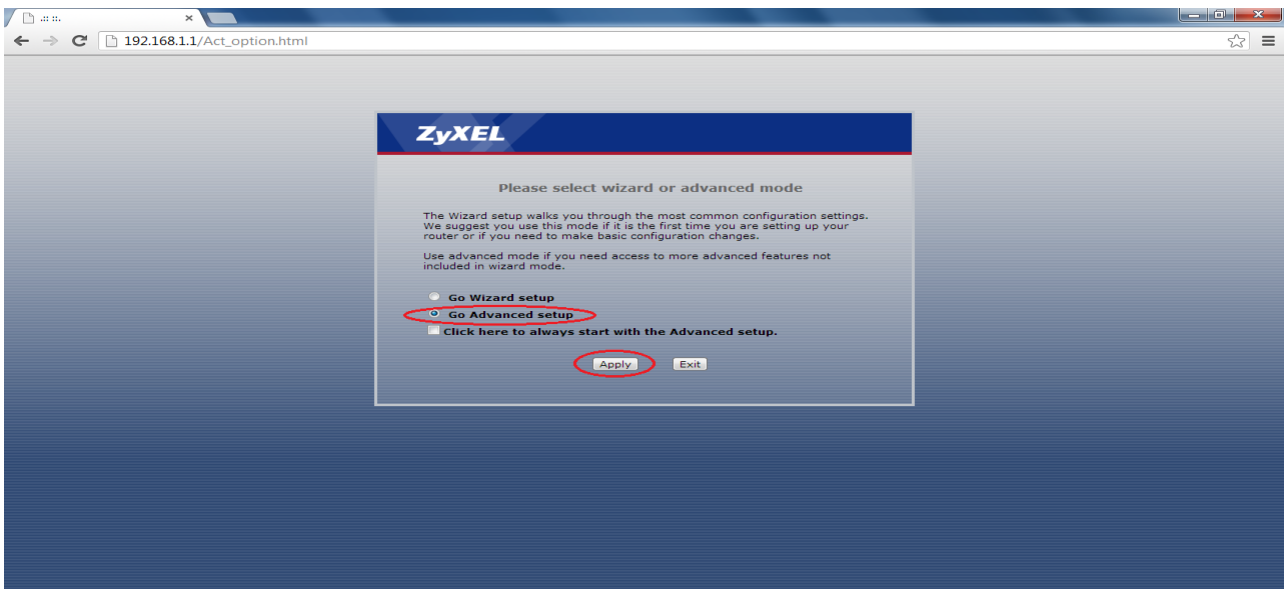 .:: ::.
192.168.1.1/Act_option.html
ZyXEL
Please select wizard or advanced mode
The Wizard setup walks you through the most common configuration settings.
We suggest you use this mode if it is the first time you are setting up your
router or if you need to make basic configuration changes.
Use advanced mode if you need access to more advanced features not
included in wizard mode.
Go Wizard setup
Go Advanced setup
Click here to always start with the Advanced setup.
Apply Exit